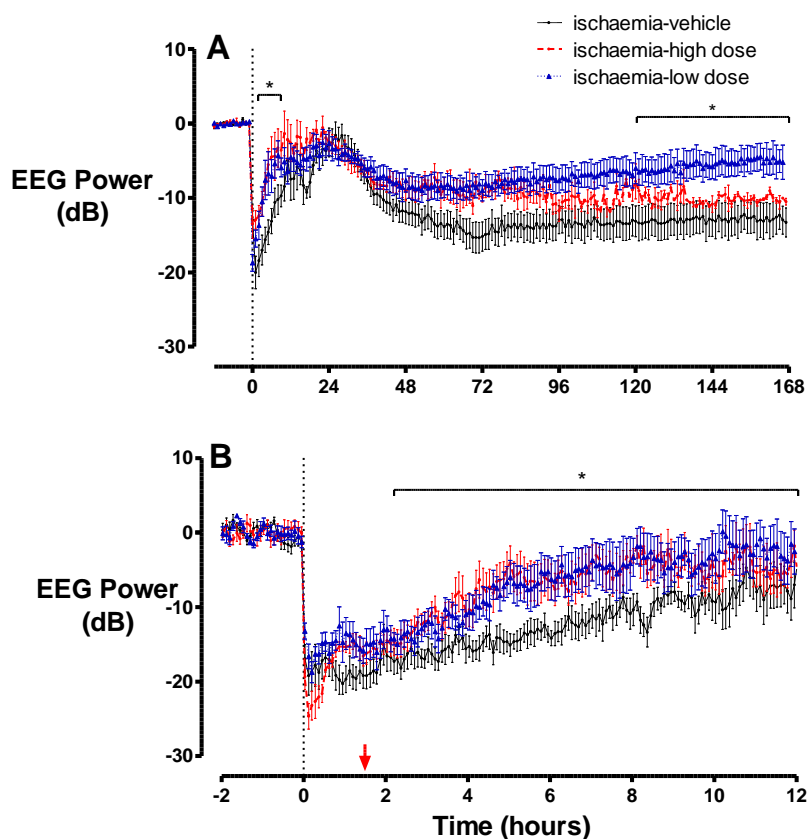 ischaemia-vehicle
ischaemia-high dose
ischaemia-low dose
A
*
*
10
0
-10
-20
-30
EEG Power
(dB)
0 24 48 72 96 120 144 168
B
*
10
0
-10
-20
-30
EEG Power
(dB)
-2 0 2 4 6 8 10 12
Time (hours)